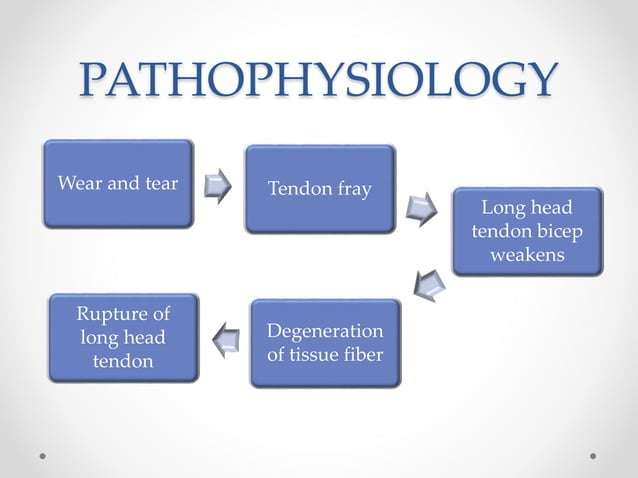 PATHOPHYSIOLOGY
Wear and tear
Tendon fray
Long head
tendon bicep
weakens
Degeneration
of tissue fiber
Rupture of
long head
tendon